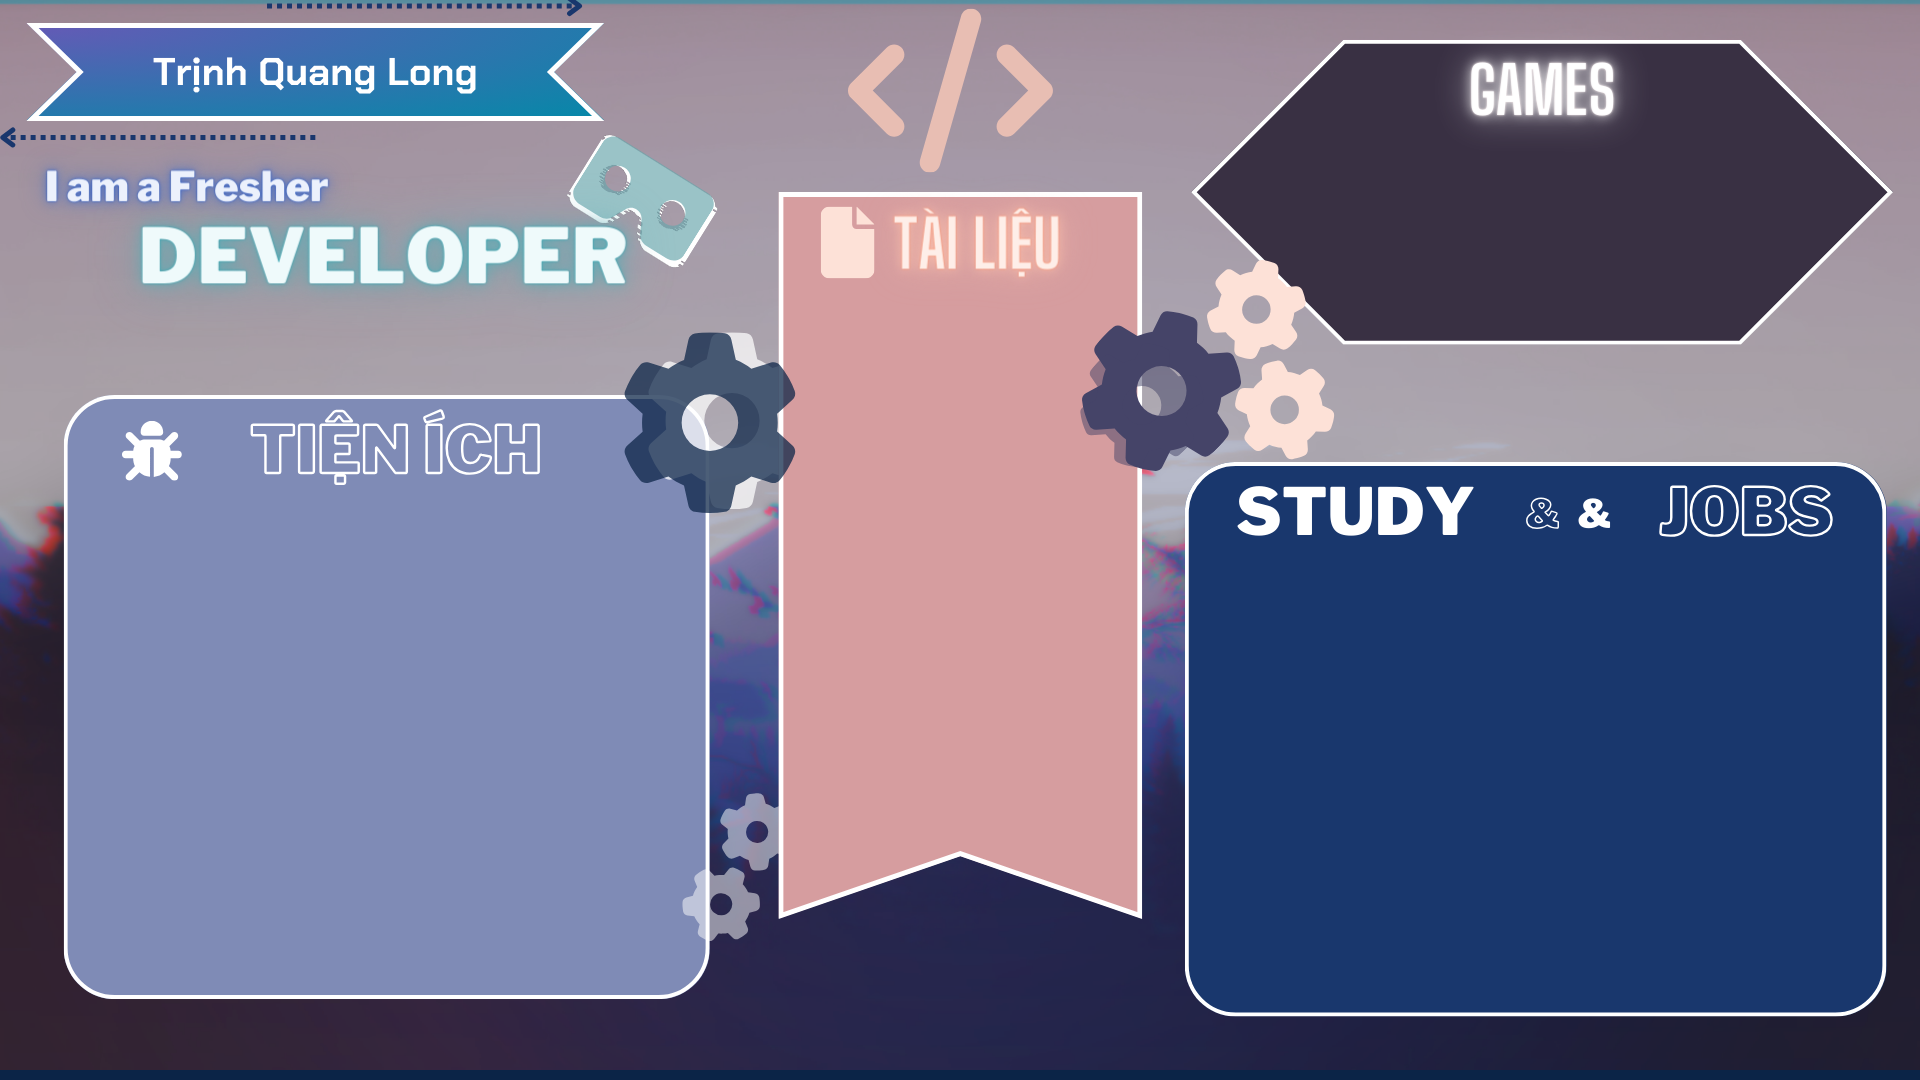 Trịnh Quang Long
I am a Fresher
DEVELOPER
TIỆN ÍCH
TÀI LIỆU
GAMES
STUDY & & JOBS